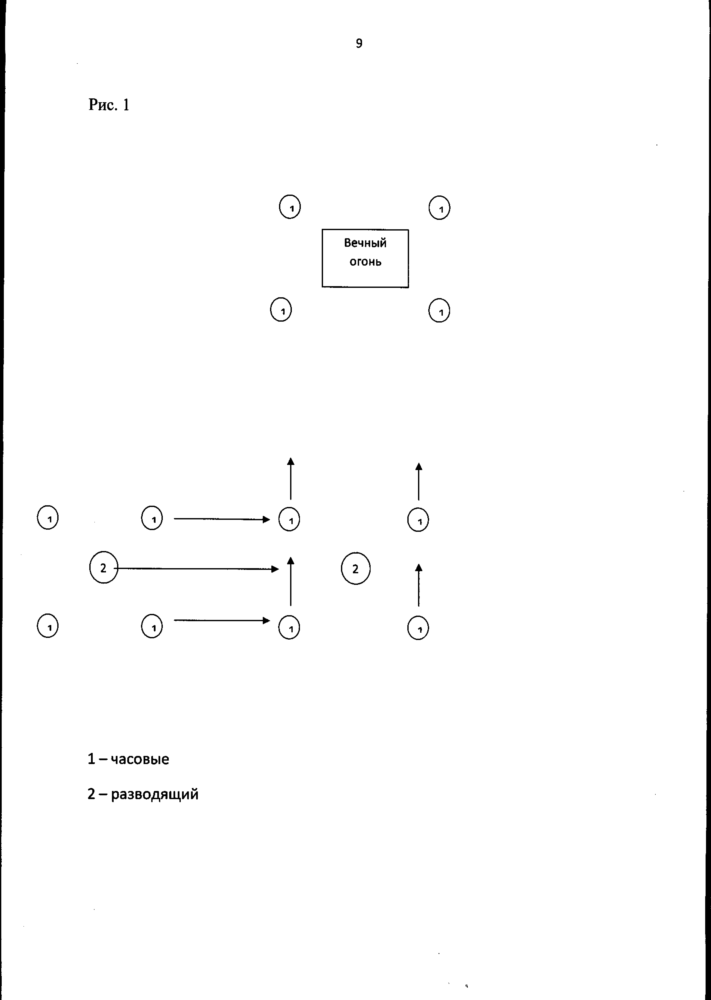 9
Рис. 1
1 1
Вечный
огонь
1 1
1 1 1 1
2 2
1 1 1 1
1 – часовые
2 – разводящий